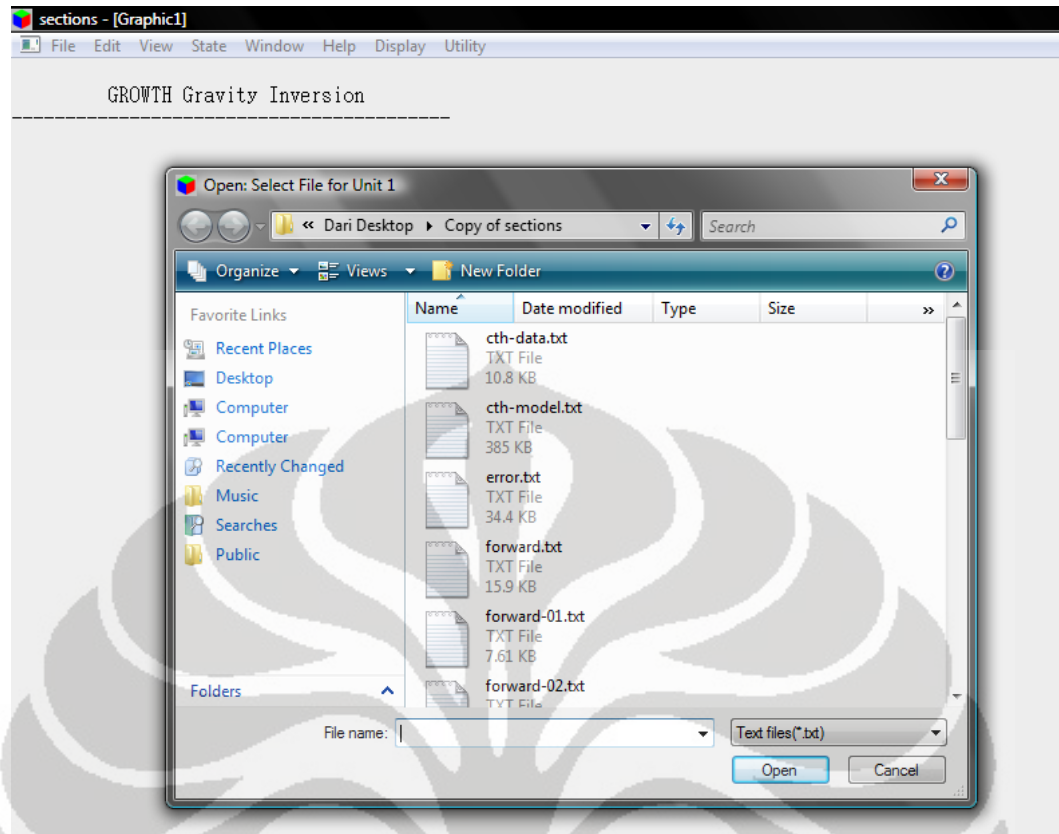 sections - [Graphic1]
File Edit View State Window Help Display Utility
GROWTH Gravity Inversion
Open: Select File for Unit 1
« Dari Desktop Copy of sections Search
Organize Views New Folder
Favorite Links
Recent Places
Desktop
Computer
Computer
Recently Changed
Music
Searches
Public
Folders
Name Date modified Type Size »
cth-data.txt
TXT File
10.8 KB
cth-model.txt
TXT File
385 KB
error.txt
TXT File
34.4 KB
forward.txt
TXT File
15.9 KB
forward-01.txt
TXT File
7.61 KB
forward-02.txt
TXT File
File name: Text files(*.txt)
Open Cancel